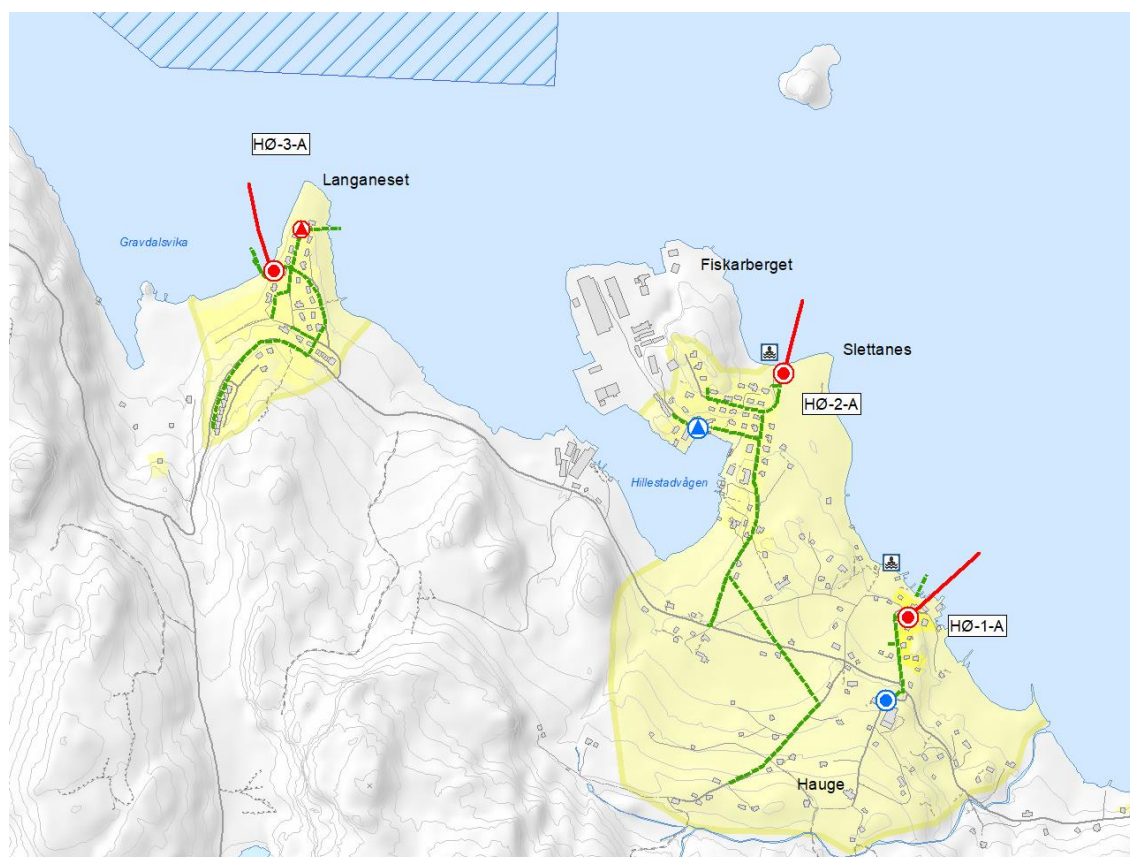 HØ-3-A
Langaneset
Gravdalsvika
Fiskarberget
Slettanes
HØ-2-A
Hillestadvågen
HØ-1-A
Hauge